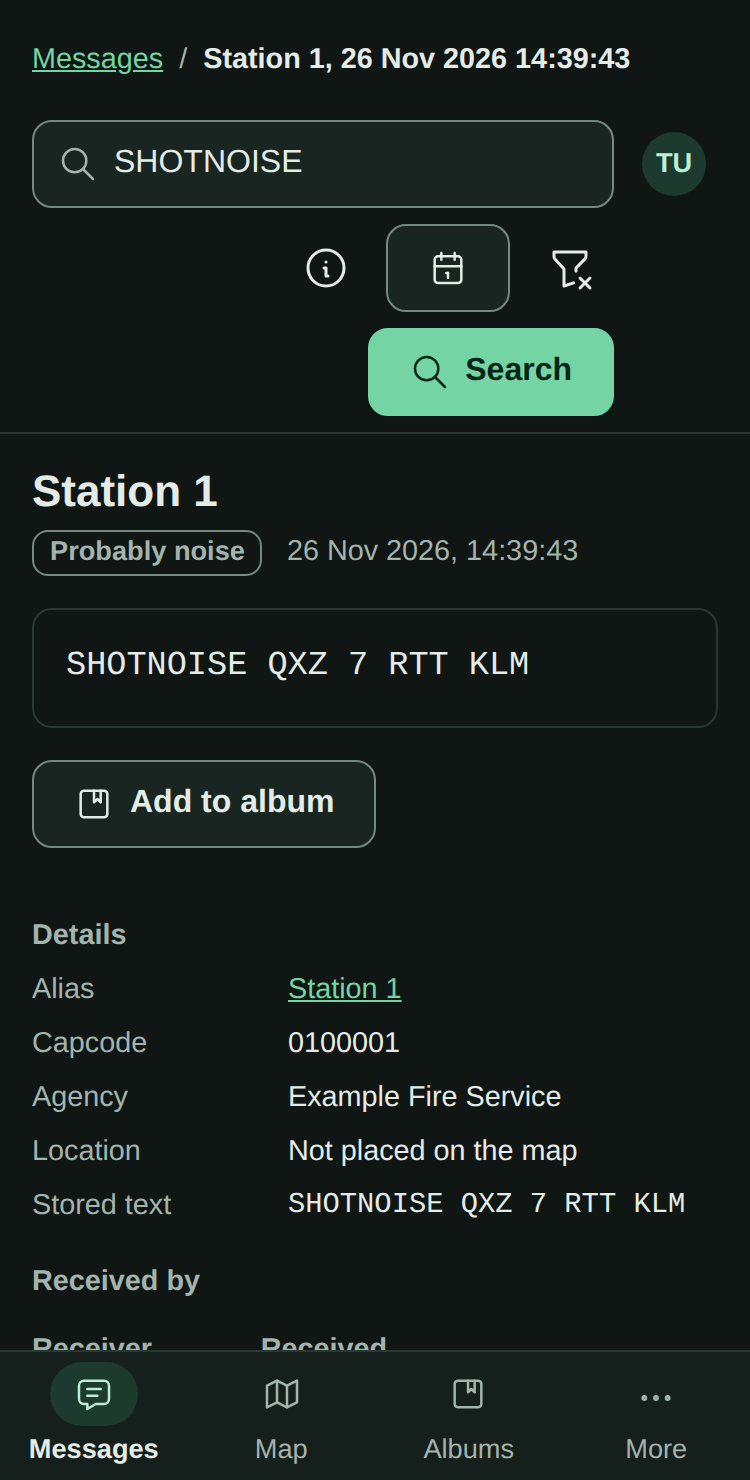 Messages / Station 1, 26 Nov 2026 14:39:43
SHOTNOISE
TU
Search
Station 1
Probably noise 26 Nov 2026, 14:39:43
SHOTNOISE QXZ 7 RTT KLM
Add to album
Details
Alias Station 1
Capcode 0100001
Agency Example Fire Service
Location Not placed on the map
Stored text SHOTNOISE QXZ 7 RTT KLM
Received by
Receiver Received
Messages Map Albums More